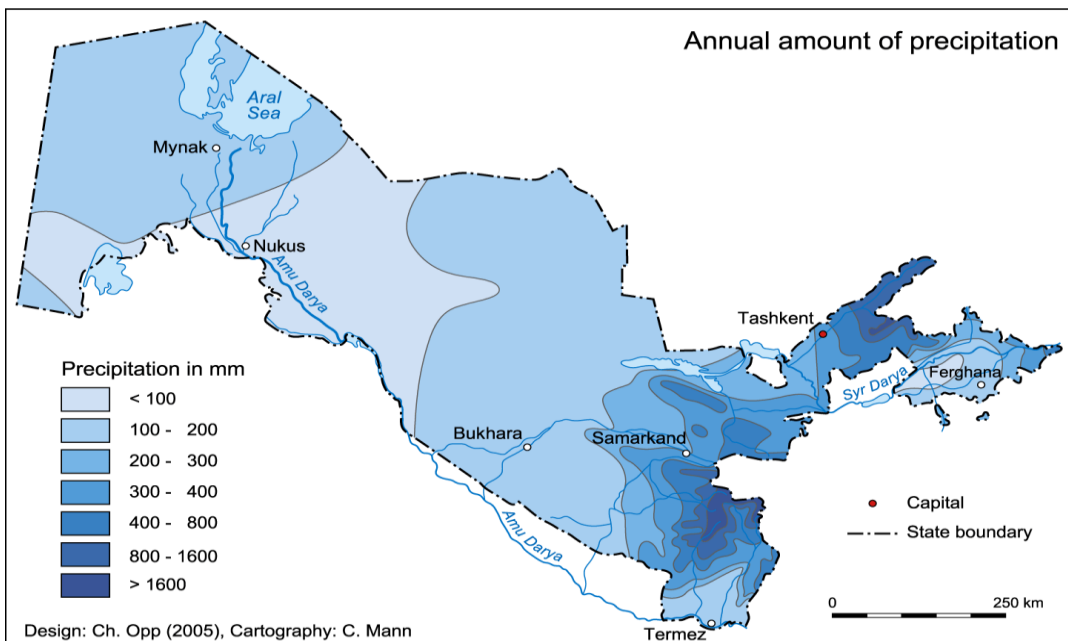 Annual amount of precipitation
Aral
Sea
Mynak
Nukus
Amu Darya
Tashkent
Syr Darya
Ferghana
Bukhara
Samarkand
Amu Darya
Termez
Precipitation in mm
< 100
100 - 200
200 - 300
300 - 400
400 - 800
800 - 1600
> 1600
Capital
State boundary
0 250 km
Design: Ch. Opp (2005), Cartography: C. Mann